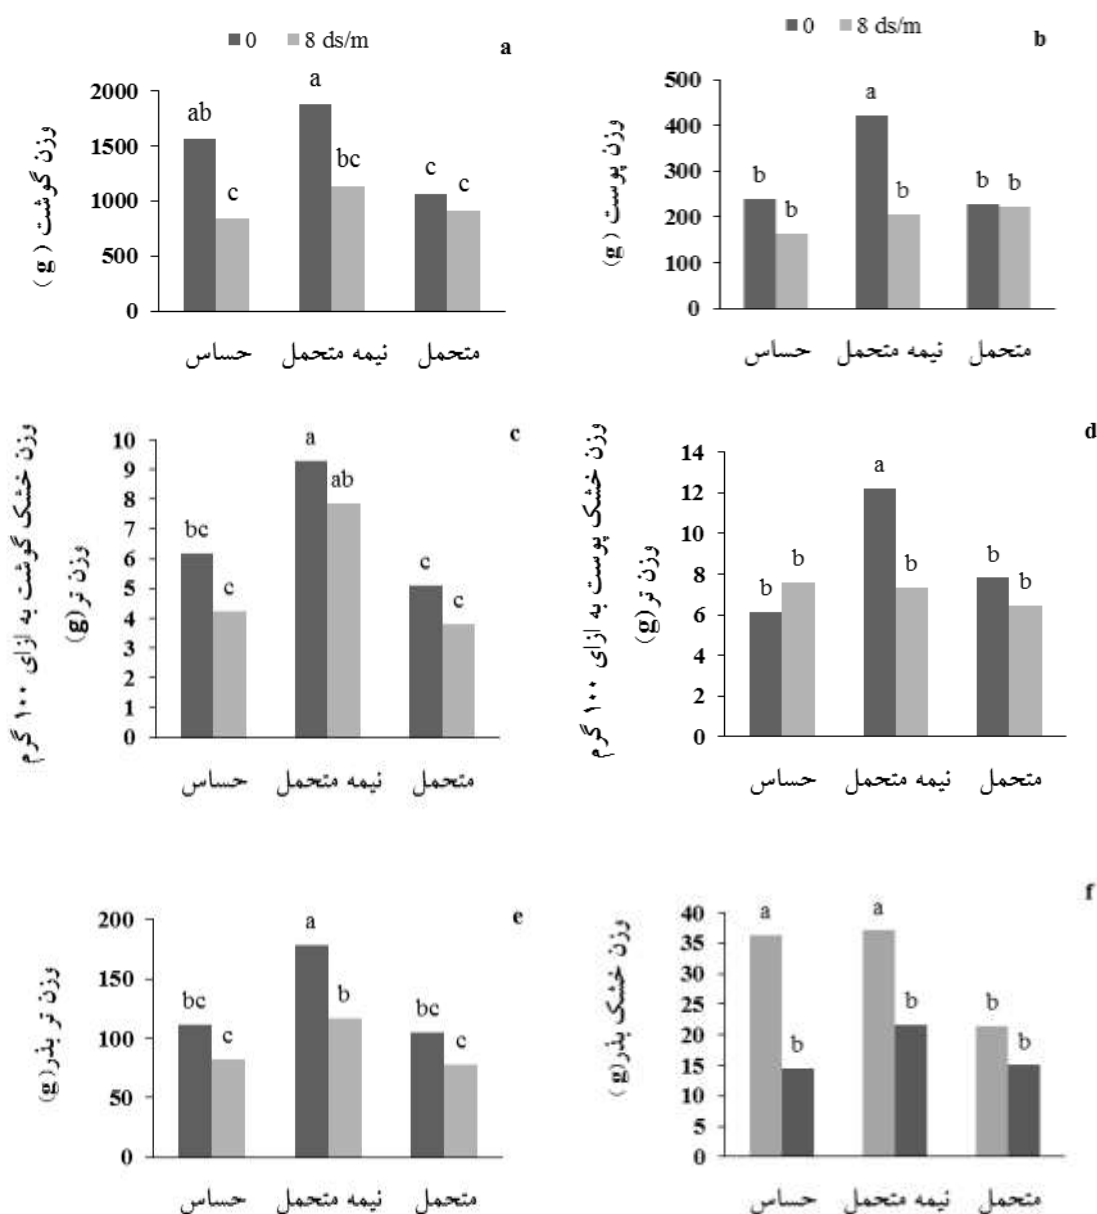 0 8 ds/m a
وزن گوشت ( g )
2000
1500
1000
500
0
ab c a bc c c
حساس نیمه متحمل متحمل
0 8 ds/m b
وزن پوست ( g)
500
400
300
200
100
0
b b a b b b
حساس نیمه متحمل متحمل
c
وزن خشک گوشت به ازای ۱۰۰ گرم
وزن تر(g)
10
9
8
7
6
5
4
3
2
1
0
bc c a ab c c
حساس نیمه متحمل متحمل
d
وزن خشک پوست به ازای ۱۰۰ گرم
وزن تر(g)
14
12
10
8
6
4
2
0
b b a b b b
حساس نیمه متحمل متحمل
e
وزن تر بذر(g)
200
150
100
50
0
bc c a b bc c
حساس نیمه متحمل متحمل
f
وزن خشک بذر(g )
40
35
30
25
20
15
10
5
0
a b a b b b
حساس نیمه متحمل متحمل